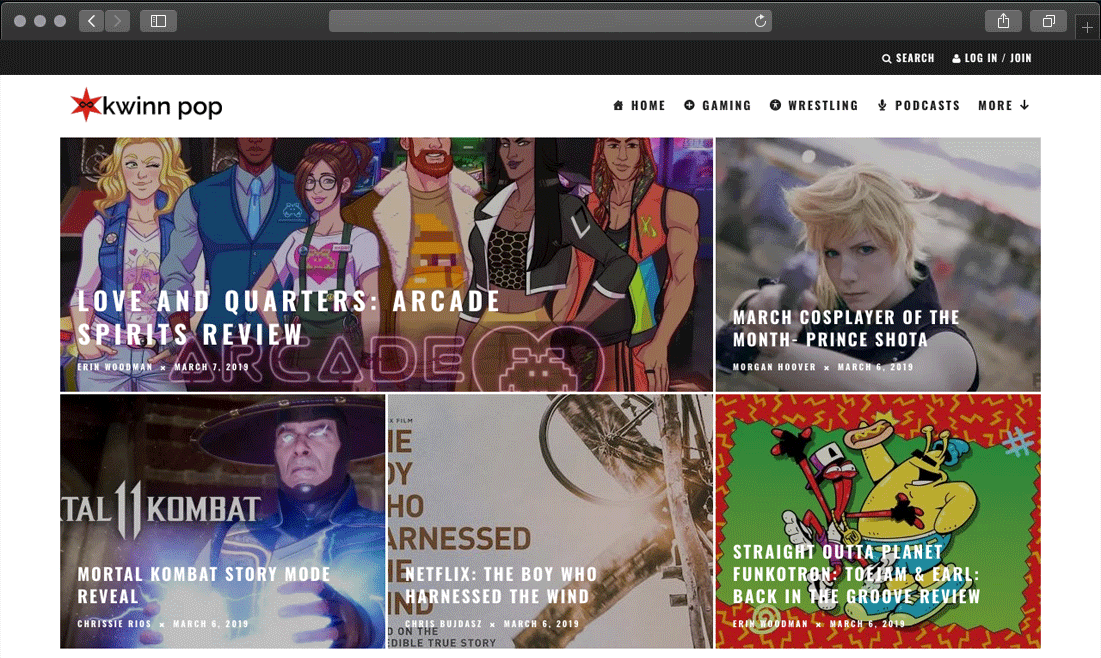 SEARCH LOG IN / JOIN
kwinn pop
HOME GAMING WRESTLING PODCASTS MORE
LOVE AND QUARTERS: ARCADE
SPIRITS REVIEW
ARCADE
ERIN WOODMAN × MARCH 7, 2019
MARCH COSPLAYER OF THE
MONTH- PRINCE SHOTA
MORGAN HOOVER × MARCH 6, 2019
TAL 11 KOMBAT
MORTAL KOMBAT STORY MODE
REVEAL
CHRISSIE RIOS × MARCH 6, 2019
X FILM
HE
OY
HO
ARNESSED
HE
IND
D ON THE
EDIBLE TRUE STORY
NETFLIX: THE BOY WHO
HARNESSED THE WIND
CHRIS BUJDASZ × MARCH 6, 2019
#
@
STRAIGHT OUTTA PLANET
FUNKOTRON: TOEJAM & EARL:
BACK IN THE GROOVE REVIEW
ERIN WOODMAN × MARCH 6, 2019